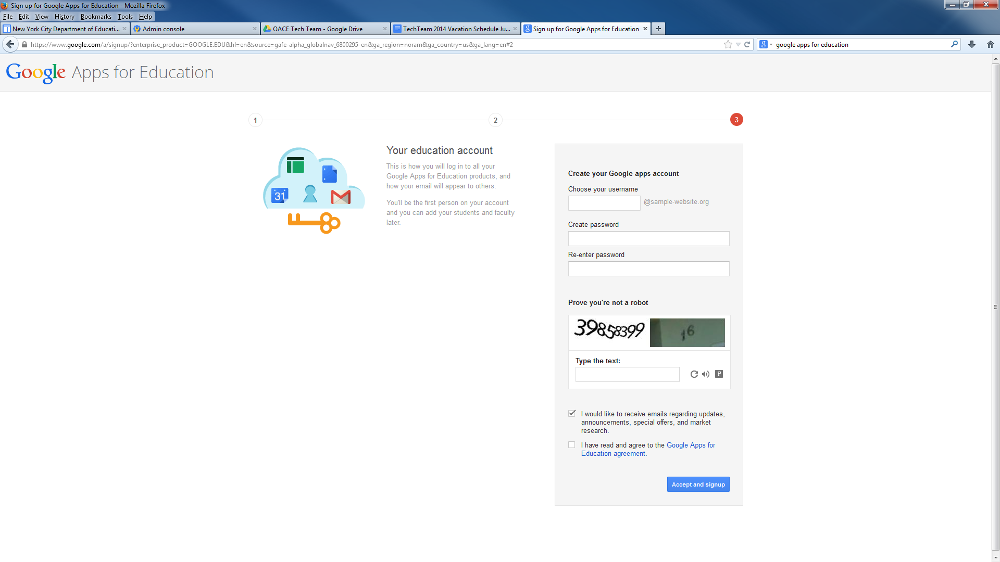 Sign up for Google Apps for Education - Mozilla Firefox
File Edit View History Bookmarks Tools Help
New York City Department of Educati... Admin console OACE Tech Team - Google Drive TechTeam 2014 Vacation Schedule Ju... Sign up for Google Apps for Education
https://www.google.com/a/signup/?enterprise_product=GOOGLE.EDU&hl=en&source=gafe-alpha_globalnav_6800295-en&ga_region=noram&ga_country=us&ga_lang=en#2 google apps for education
Google Apps for Education
1 2 3
Your education account
This is how you will log in to all your
Google Apps for Education products, and
how your email will appear to others.
You'll be the first person on your account
and you can add your students and faculty
later.
31
Create your Google apps account
Choose your username
@sample-website.org
Create password
Re-enter password
Prove you're not a robot
39858399 16
Type the text:
I would like to receive emails regarding updates,
announcements, special offers, and market
research.
I have read and agree to the Google Apps for
Education agreement.
Accept and signup